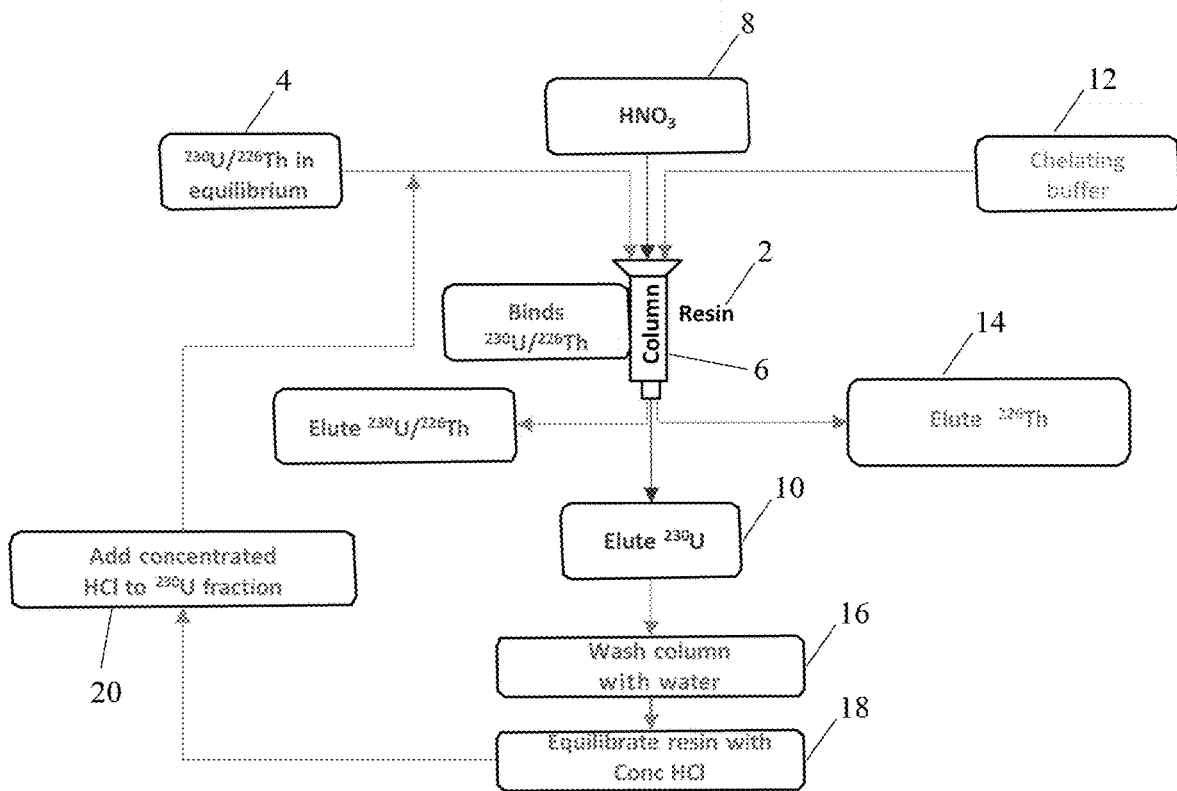 8
4
12
HNO₃
²³⁰U/²²⁶Th in
equilibrium
Chelating
buffer
2
Binds
²³⁰U/²²⁶Th
Column
Resin
6
14
Elute ²³⁰U/²²⁶Th
Elute ²²⁶Th
10
Elute ²³⁰U
Add concentrated
HCl to ²³⁰U fraction
16
Wash column
with water
20
18
Equilibrate resin with
Conc HCl